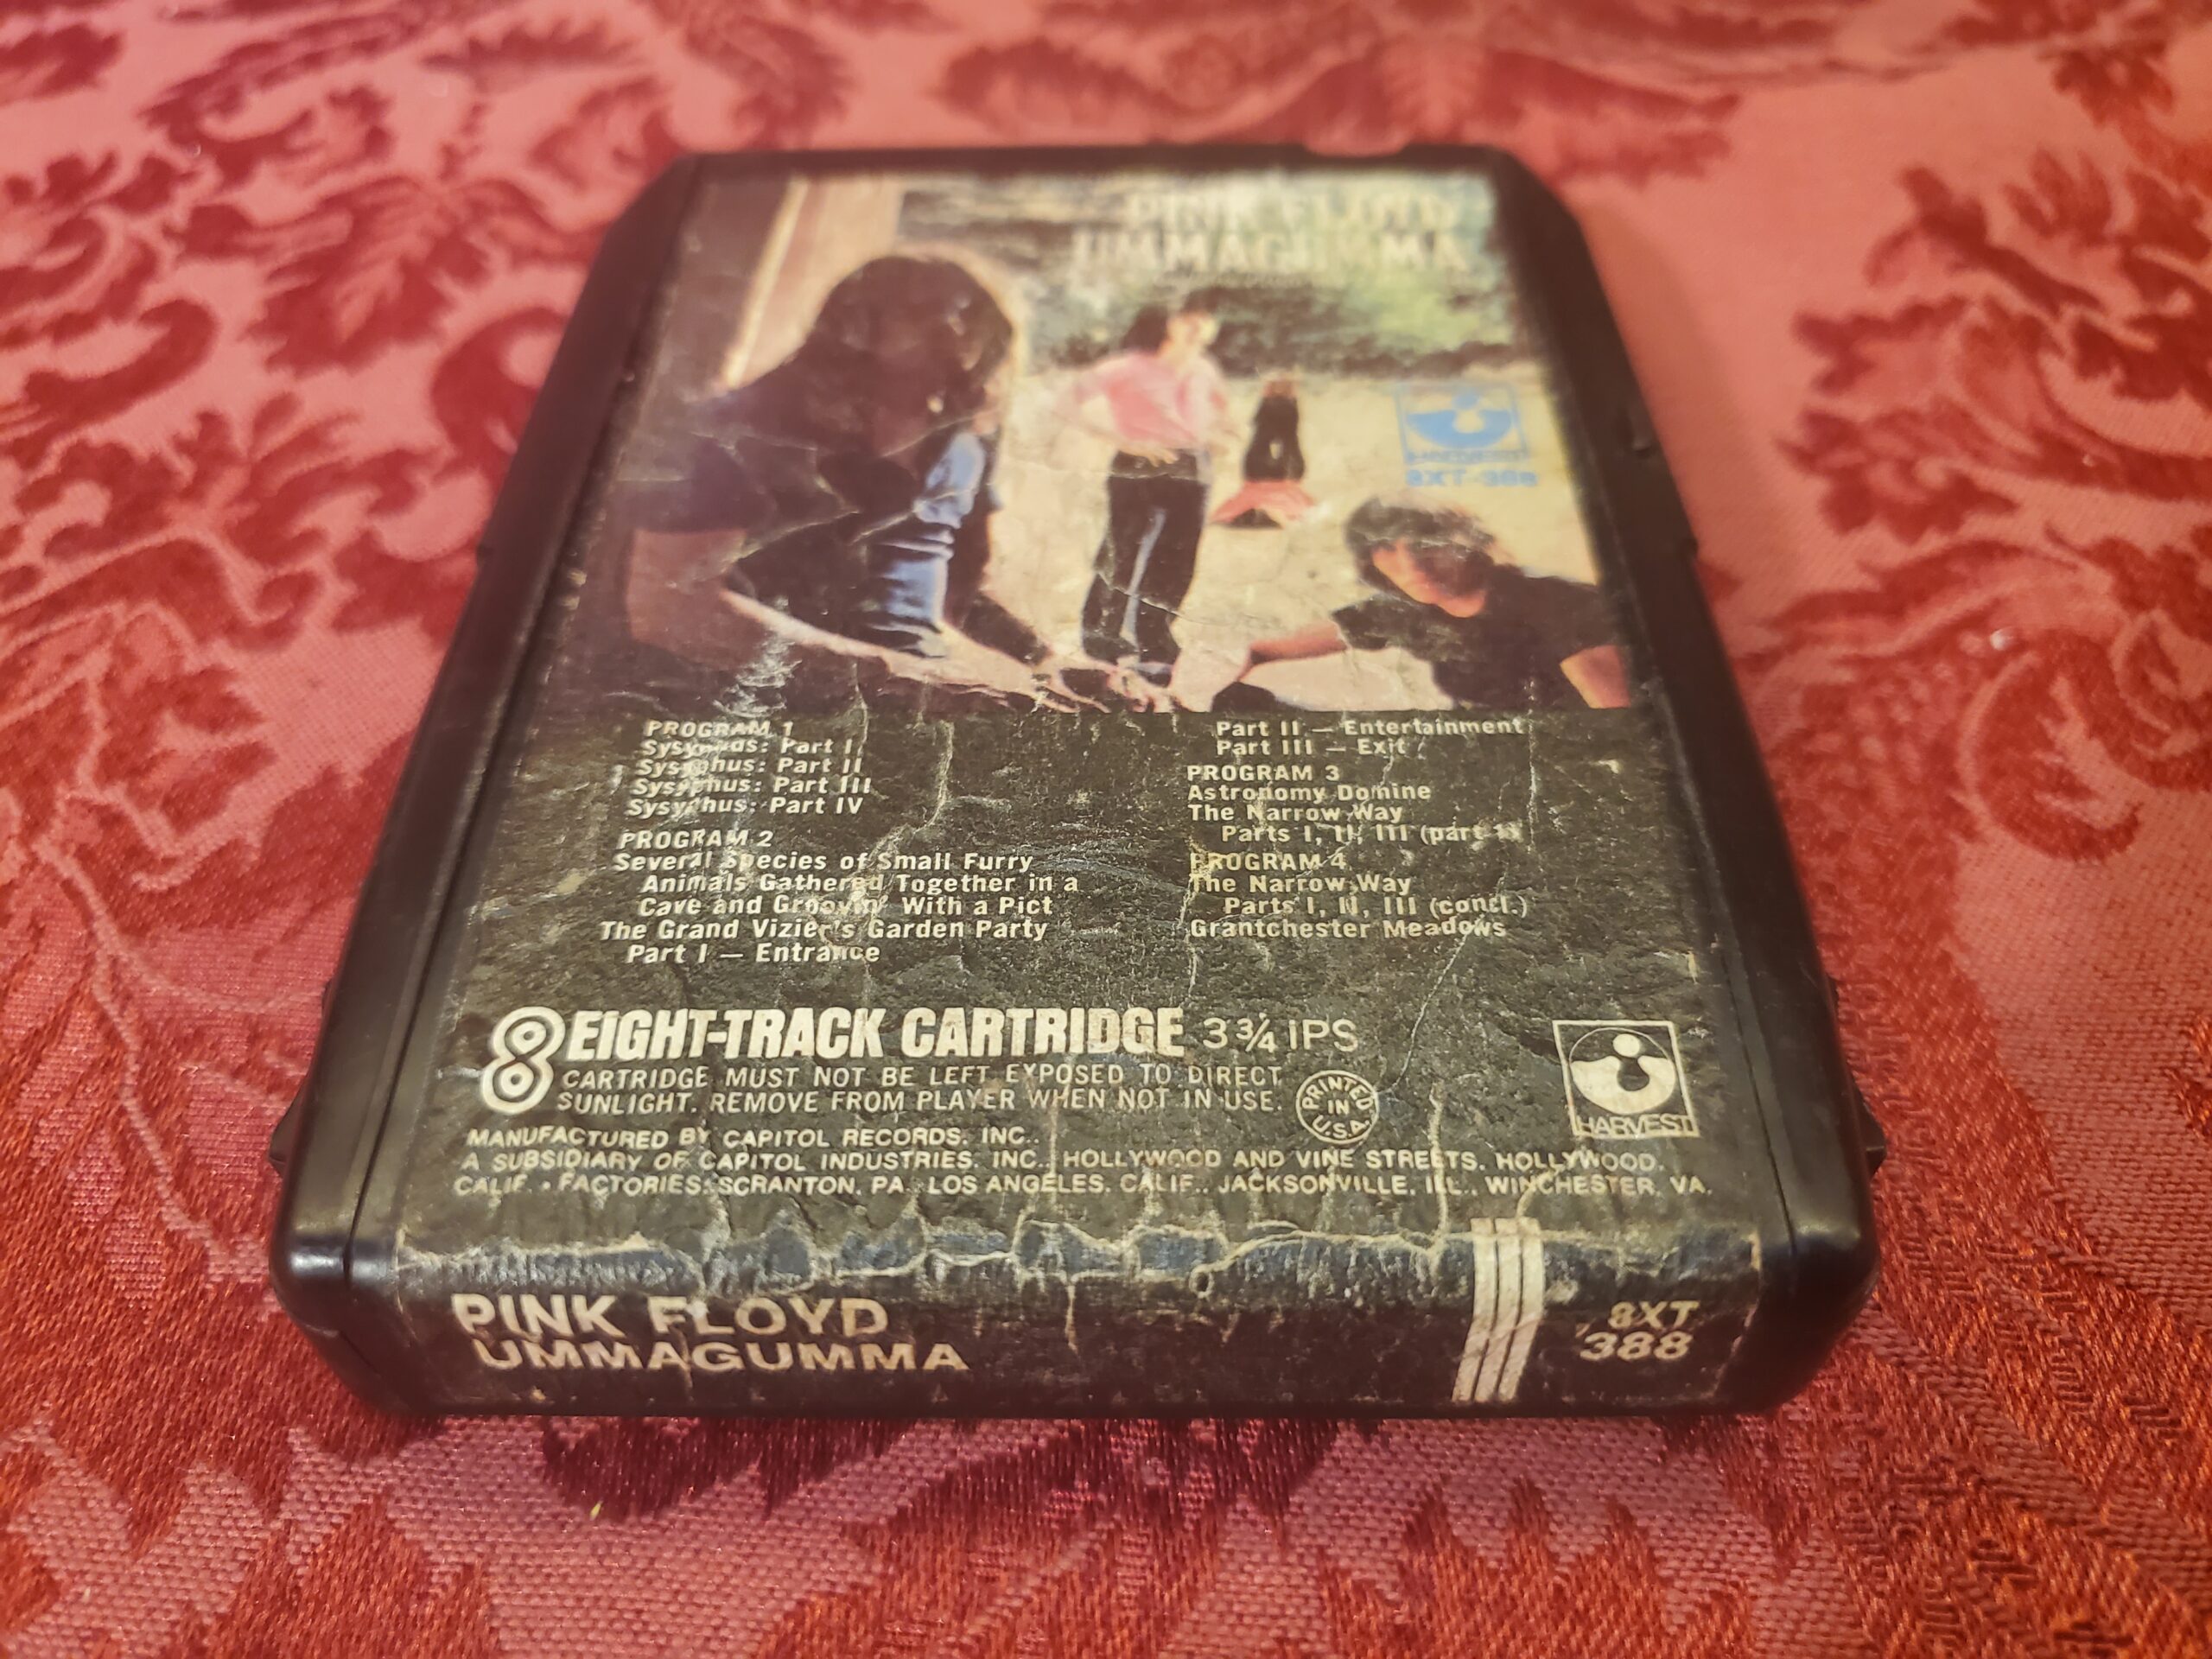 PINK FLOYD
UMMAGUMMA
HARVEST
8XT-388
PROGRAM 1
Sysyphus: Part I
Sysyphus: Part II
Sysyphus: Part III
Sysyphus: Part IV
PROGRAM 2
Several Species of Small Furry
Animals Gathered Together in a
Cave and Groovin' With a Pict
The Grand Vizier's Garden Party
Part I — Entrance
Part II — Entertainment
Part III — Exit
PROGRAM 3
Astronomy Domine
The Narrow Way
Parts I, II, III (part 1)
PROGRAM 4
The Narrow Way
Parts I, II, III (concl.)
Grantchester Meadows
8 EIGHT-TRACK CARTRIDGE 3 3/4 IPS
CARTRIDGE MUST NOT BE LEFT EXPOSED TO DIRECT
SUNLIGHT. REMOVE FROM PLAYER WHEN NOT IN USE.
PRINTED
IN
U.S.A.
HARVEST
MANUFACTURED BY CAPITOL RECORDS, INC.,
A SUBSIDIARY OF CAPITOL INDUSTRIES, INC., HOLLYWOOD AND VINE STREETS, HOLLYWOOD,
CALIF. • FACTORIES: SCRANTON, PA., LOS ANGELES, CALIF., JACKSONVILLE, ILL., WINCHESTER, VA.
PINK FLOYD
UMMAGUMMA
8XT
388